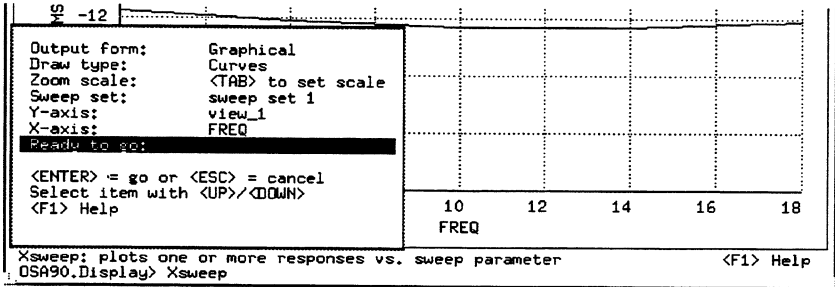 MS
-12
Output form: Graphical
Draw type: Curves
Zoom scale: <TAB> to set scale
Sweep set: sweep set 1
Y-axis: view_1
X-axis: FREQ
Ready to go:
<ENTER> = go or <ESC> = cancel
Select item with <UP>/<DOWN>
<F1> Help
10 12 14 16 18
FREQ
Xsweep: plots one or more responses vs. sweep parameter <F1> Help
OSA90.Display> Xsweep